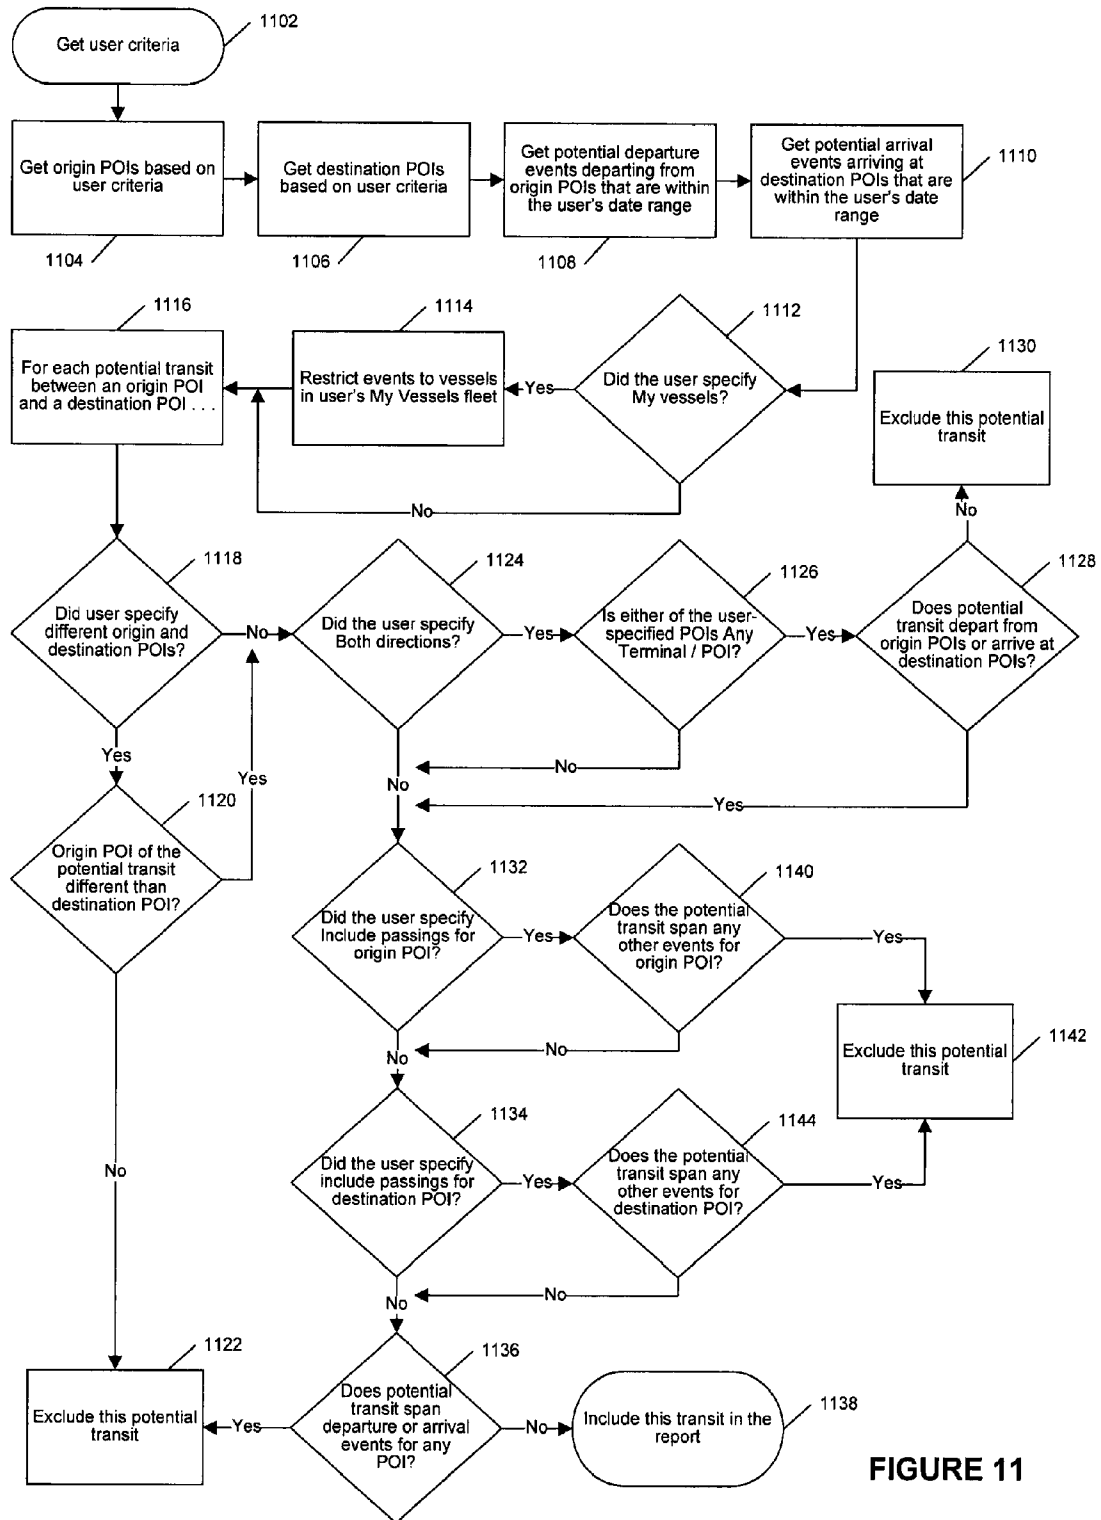 1102
Get user criteria
Get origin POIs based on
user criteria
1104
Get destination POIs
based on user criteria
1106
Get potential departure
events departing from
origin POIs that are within
the user's date range
1108
Get potential arrival
events arriving at
destination POIs that are
within the user's date
range
1110
1116
For each potential transit
between an origin POI
and a destination POI . . .
1114
Restrict events to vessels
in user's My Vessels fleet
Yes
1112
Did the user specify
My vessels?
No
1130
Exclude this potential
transit
No
1118
Did user specify
different origin and
destination POIs?
No
Yes
1124
Did the user specify
Both directions?
Yes
No
1126
Is either of the user-
specified POIs Any
Terminal / POI?
Yes
No
1128
Does potential
transit depart from
origin POIs or arrive at
destination POIs?
Yes
1120
Origin POI of the
potential transit
different than
destination POI?
Yes
No
1132
Did the user specify
Include passings for
origin POI?
Yes
No
1140
Does the potential
transit span any
other events for
origin POI?
Yes
No
Exclude this potential
transit
1142
1134
Did the user specify
include passings for
destination POI?
Yes
No
1144
Does the potential
transit span any
other events for
destination POI?
Yes
No
1122
Exclude this potential
transit
Yes
1136
Does potential
transit span
departure or arrival
events for any
POI?
No
Include this transit in the
report
1138
FIGURE 11